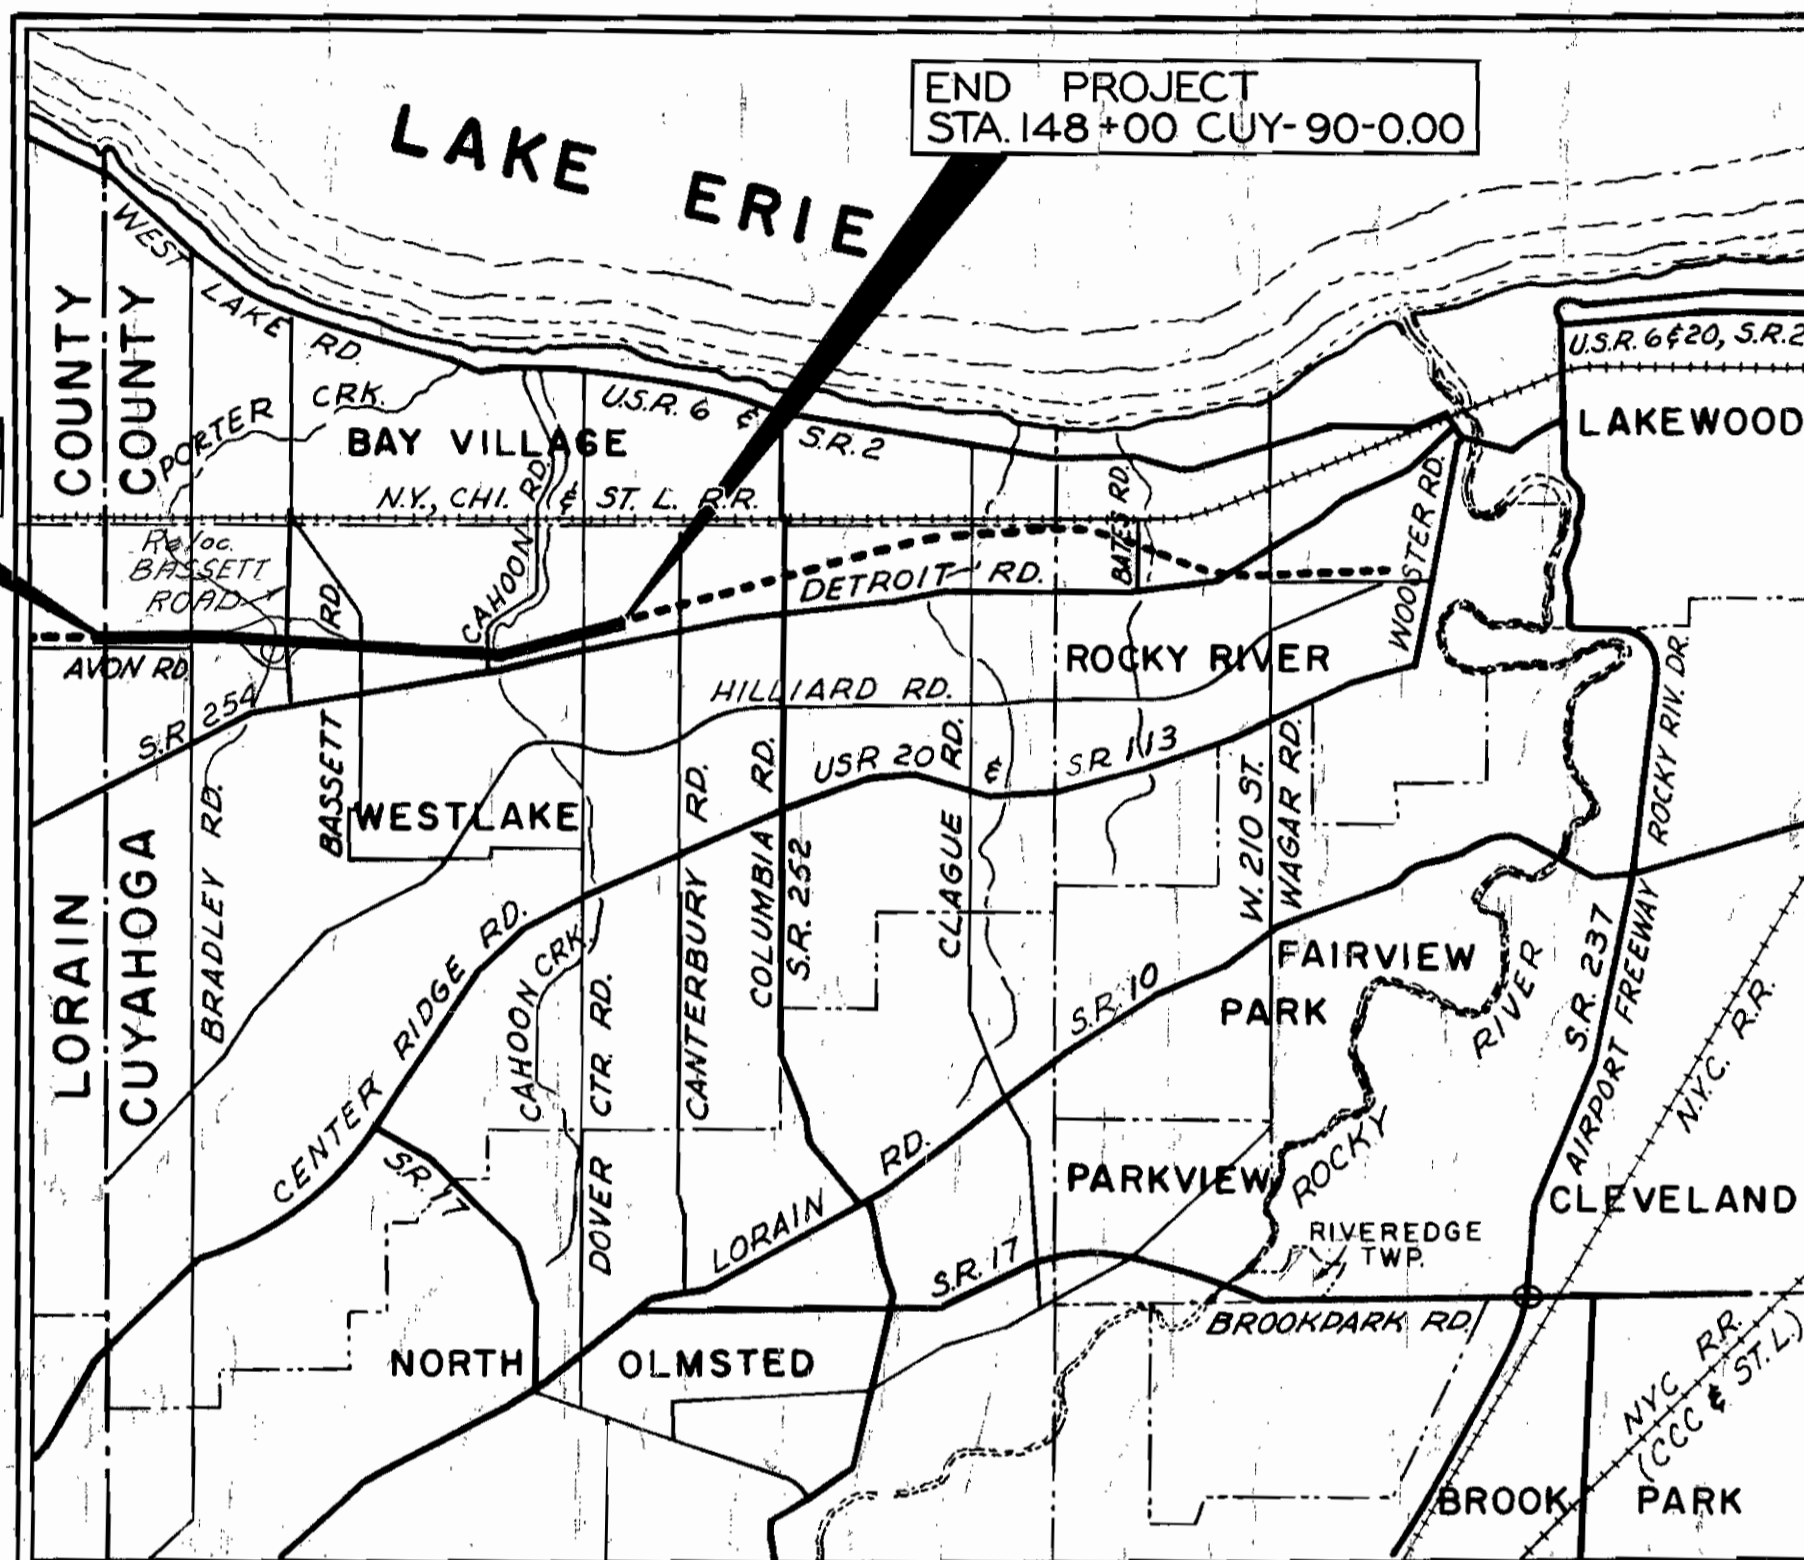 END PROJECT
STA. 148+00 CUY-90-0.00
LAKE ERIE
WEST LAKE RD.
COUNTY
COUNTY
U.S.R. 6 & S.R. 2
U.S.R. 6 & 20, S.R. 2
LAKEWOOD
PORTER CRK.
BAY VILLAGE
N.Y., CHI. & ST. L. R.R.
CAHOON RD.
BATES RD.
WOOSTER RD.
Reloc.
BASSETT
ROAD
DETROIT RD.
AVON RD.
ROCKY RIVER
HILLIARD RD.
S.R. 254
BASSETT RD.
USR 20 & S.R. 113
WESTLAKE
BRADLEY RD.
CANTERBURY RD.
COLUMBIA RD.
S.R. 252
CLAGUE RD.
W. 210 ST.
WAGAR RD.
ROCKY RIV. DR.
LORAIN
CUYAHOGA
CENTER RIDGE RD.
CAHOON CRK.
DOVER CTR. RD.
S.R. 10
FAIRVIEW
PARK
ROCKY RIVER
S.R. 237
AIRPORT FREEWAY
N.Y.C. R.R.
S.R. 17
LORAIN RD.
PARKVIEW
CLEVELAND
RIVEREDGE
TWP.
S.R. 17
BROOKPARK RD.
NORTH OLMSTED
N.Y.C. R.R.
(CCC & ST. L.)
BROOK PARK